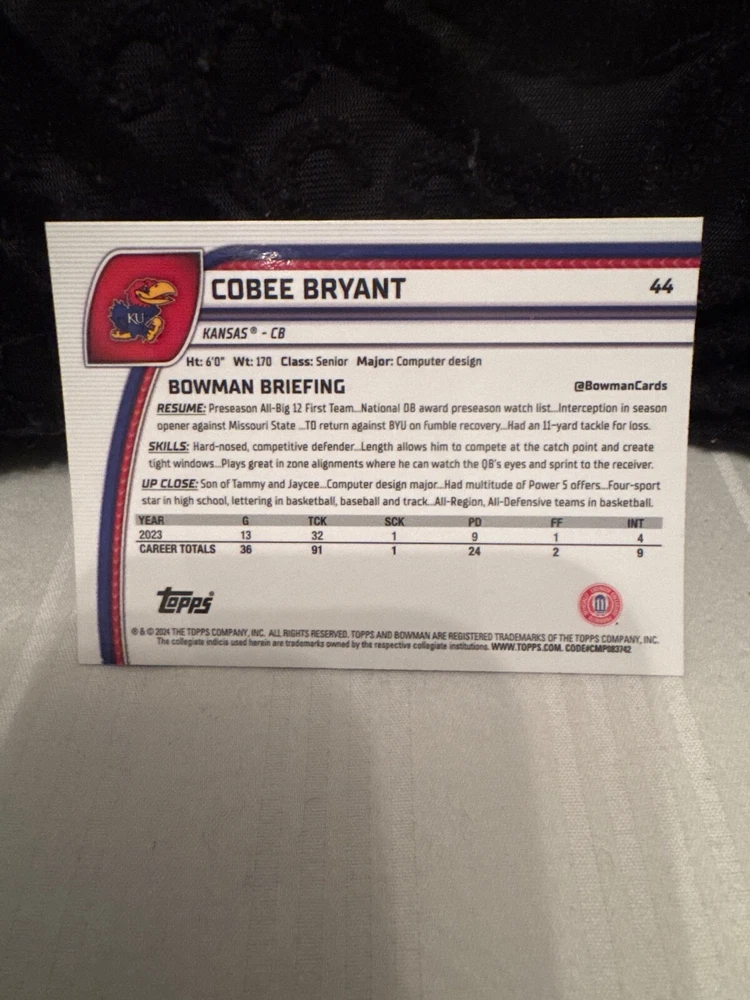 COBEE BRYANT
44
KU
KANSAS® - CB
Ht: 6'0" Wt: 170 Class: Senior Major: Computer design
BOWMAN BRIEFING
@BowmanCards
RESUME: Preseason All-Big 12 First Team...National DB award preseason watch list...Interception in season
opener against Missouri State ...TD return against BYU on fumble recovery...Had an 11-yard tackle for loss.
SKILLS: Hard-nosed, competitive defender...Length allows him to compete at the catch point and create
tight windows...Plays great in zone alignments where he can watch the QB's eyes and sprint to the receiver.
UP CLOSE: Son of Tammy and Jaycee...Computer design major...Had multitude of Power 5 offers...Four-sport
star in high school, lettering in basketball, baseball and track...All-Region, All-Defensive teams in basketball.
YEAR G TCK SCK PD FF INT
2023 13 32 1 9 1 4
CAREER TOTALS 36 91 1 24 2 9
topps
® & © 2024 THE TOPPS COMPANY, INC. ALL RIGHTS RESERVED. TOPPS AND BOWMAN ARE REGISTERED TRADEMARKS OF THE TOPPS COMPANY, INC.
The collegiate indicia used herein are trademarks owned by the respective collegiate institutions. WWW.TOPPS.COM. CODE#CMP083742